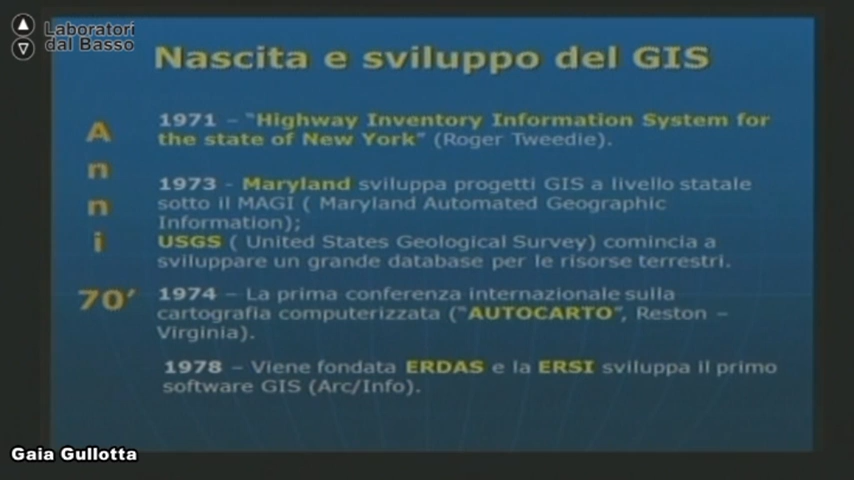 Laboratori
dal Basso
Nascita e sviluppo del GIS
Anni
70’
1971 – “Highway Inventory Information System for
the state of New York” (Roger Tweedie).
1973 - Maryland sviluppa progetti GIS a livello statale
sotto il MAGI ( Maryland Automated Geographic
Information);
USGS ( United States Geological Survey) comincia a
sviluppare un grande database per le risorse terrestri.
1974 – La prima conferenza internazionale sulla
cartografia computerizzata (“AUTOCARTO”, Reston –
Virginia).
1978 – Viene fondata ERDAS e la ERSI sviluppa il primo
software GIS (Arc/Info).
Gaia Gullotta